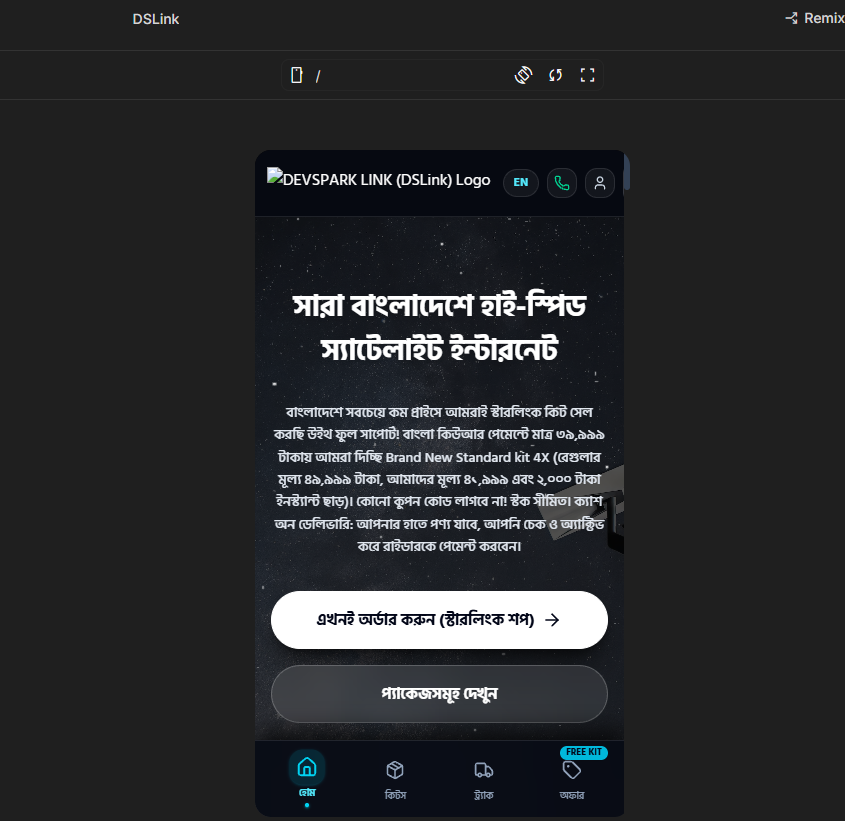 DSLink
Remix
/
DEVSPARK LINK (DSLink) Logo
EN
সারা বাংলাদেশে হাই-স্পিড
স্যাটেলাইট ইন্টারনেট
বাংলাদেশে সবচেয়ে কম প্রাইসে আমরাই স্টারলিংক কিট সেল
করছি উইথ ফুল সাপোর্ট! বাংলা কিউআর পেমেন্টে মাত্র ৩৯,৯৯৯
টাকায় আমরা দিচ্ছি Brand New Standard kit 4X (রেগুলার
মূল্য ৪৯,৯৯৯ টাকা, আমাদের মূল্য ৪১,৯৯৯ এবং ২,০০০ টাকা
ইনস্ট্যান্ট ছাড়)। কোনো কুপন কোড লাগবে না! স্টক সীমিত। ক্যাশ
অন ডেলিভারি: আপনার হাতে পণ্য যাবে, আপনি চেক ও অ্যাক্টিভ
করে রাইডারকে পেমেন্ট করবেন।
এখনই অর্ডার করুন (স্টারলিংক শপ)
প্যাকেজসমূহ দেখুন
FREE KIT
হোম
কিটস
ট্র্যাক
অফার